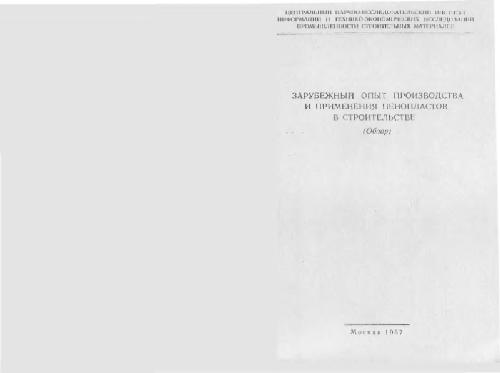 ЦЕНТРАЛЬНЫЙ НАУЧНО-ИССЛЕДОВАТЕЛЬСКИЙ ИНСТИТУТ
ИНФОРМАЦИИ И ТЕХНИКО-ЭКОНОМИЧЕСКИХ ИССЛЕДОВАНИЙ
ПРОМЫШЛЕННОСТИ СТРОИТЕЛЬНЫХ МАТЕРИАЛОВ
ЗАРУБЕЖНЫЙ ОПЫТ ПРОИЗВОДСТВА
И ПРИМЕНЕНИЯ ПЕНОПЛАСТОВ
В СТРОИТЕЛЬСТВЕ
(Обзор)
Москва 1967